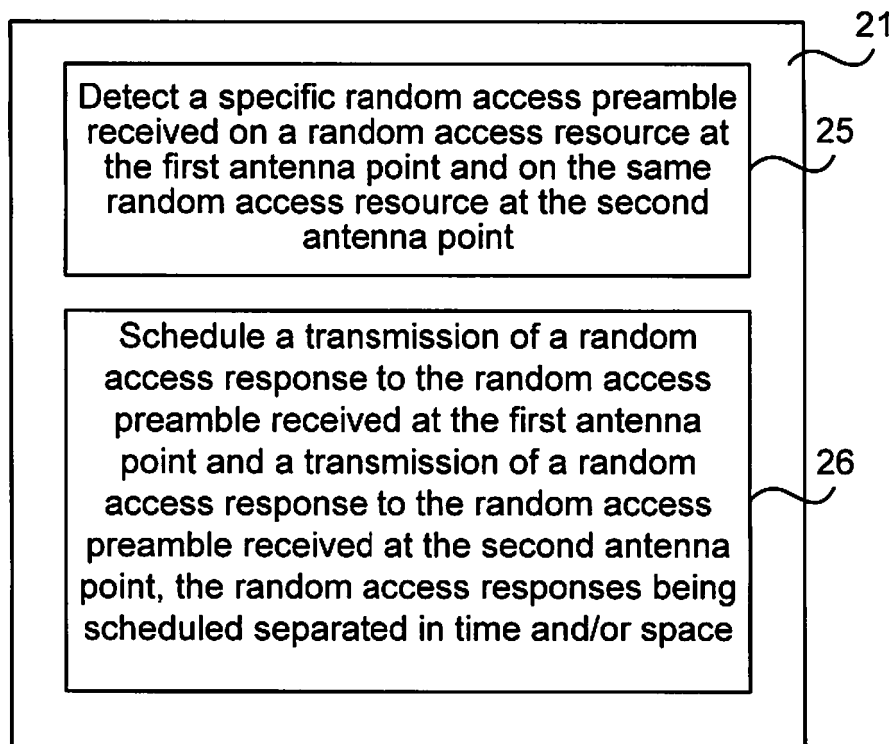 21
Detect a specific random access preamble
received on a random access resource at
the first antenna point and on the same
random access resource at the second
antenna point
25
Schedule a transmission of a random
access response to the random access
preamble received at the first antenna
point and a transmission of a random
access response to the random access
preamble received at the second antenna
point, the random access responses being
scheduled separated in time and/or space
26